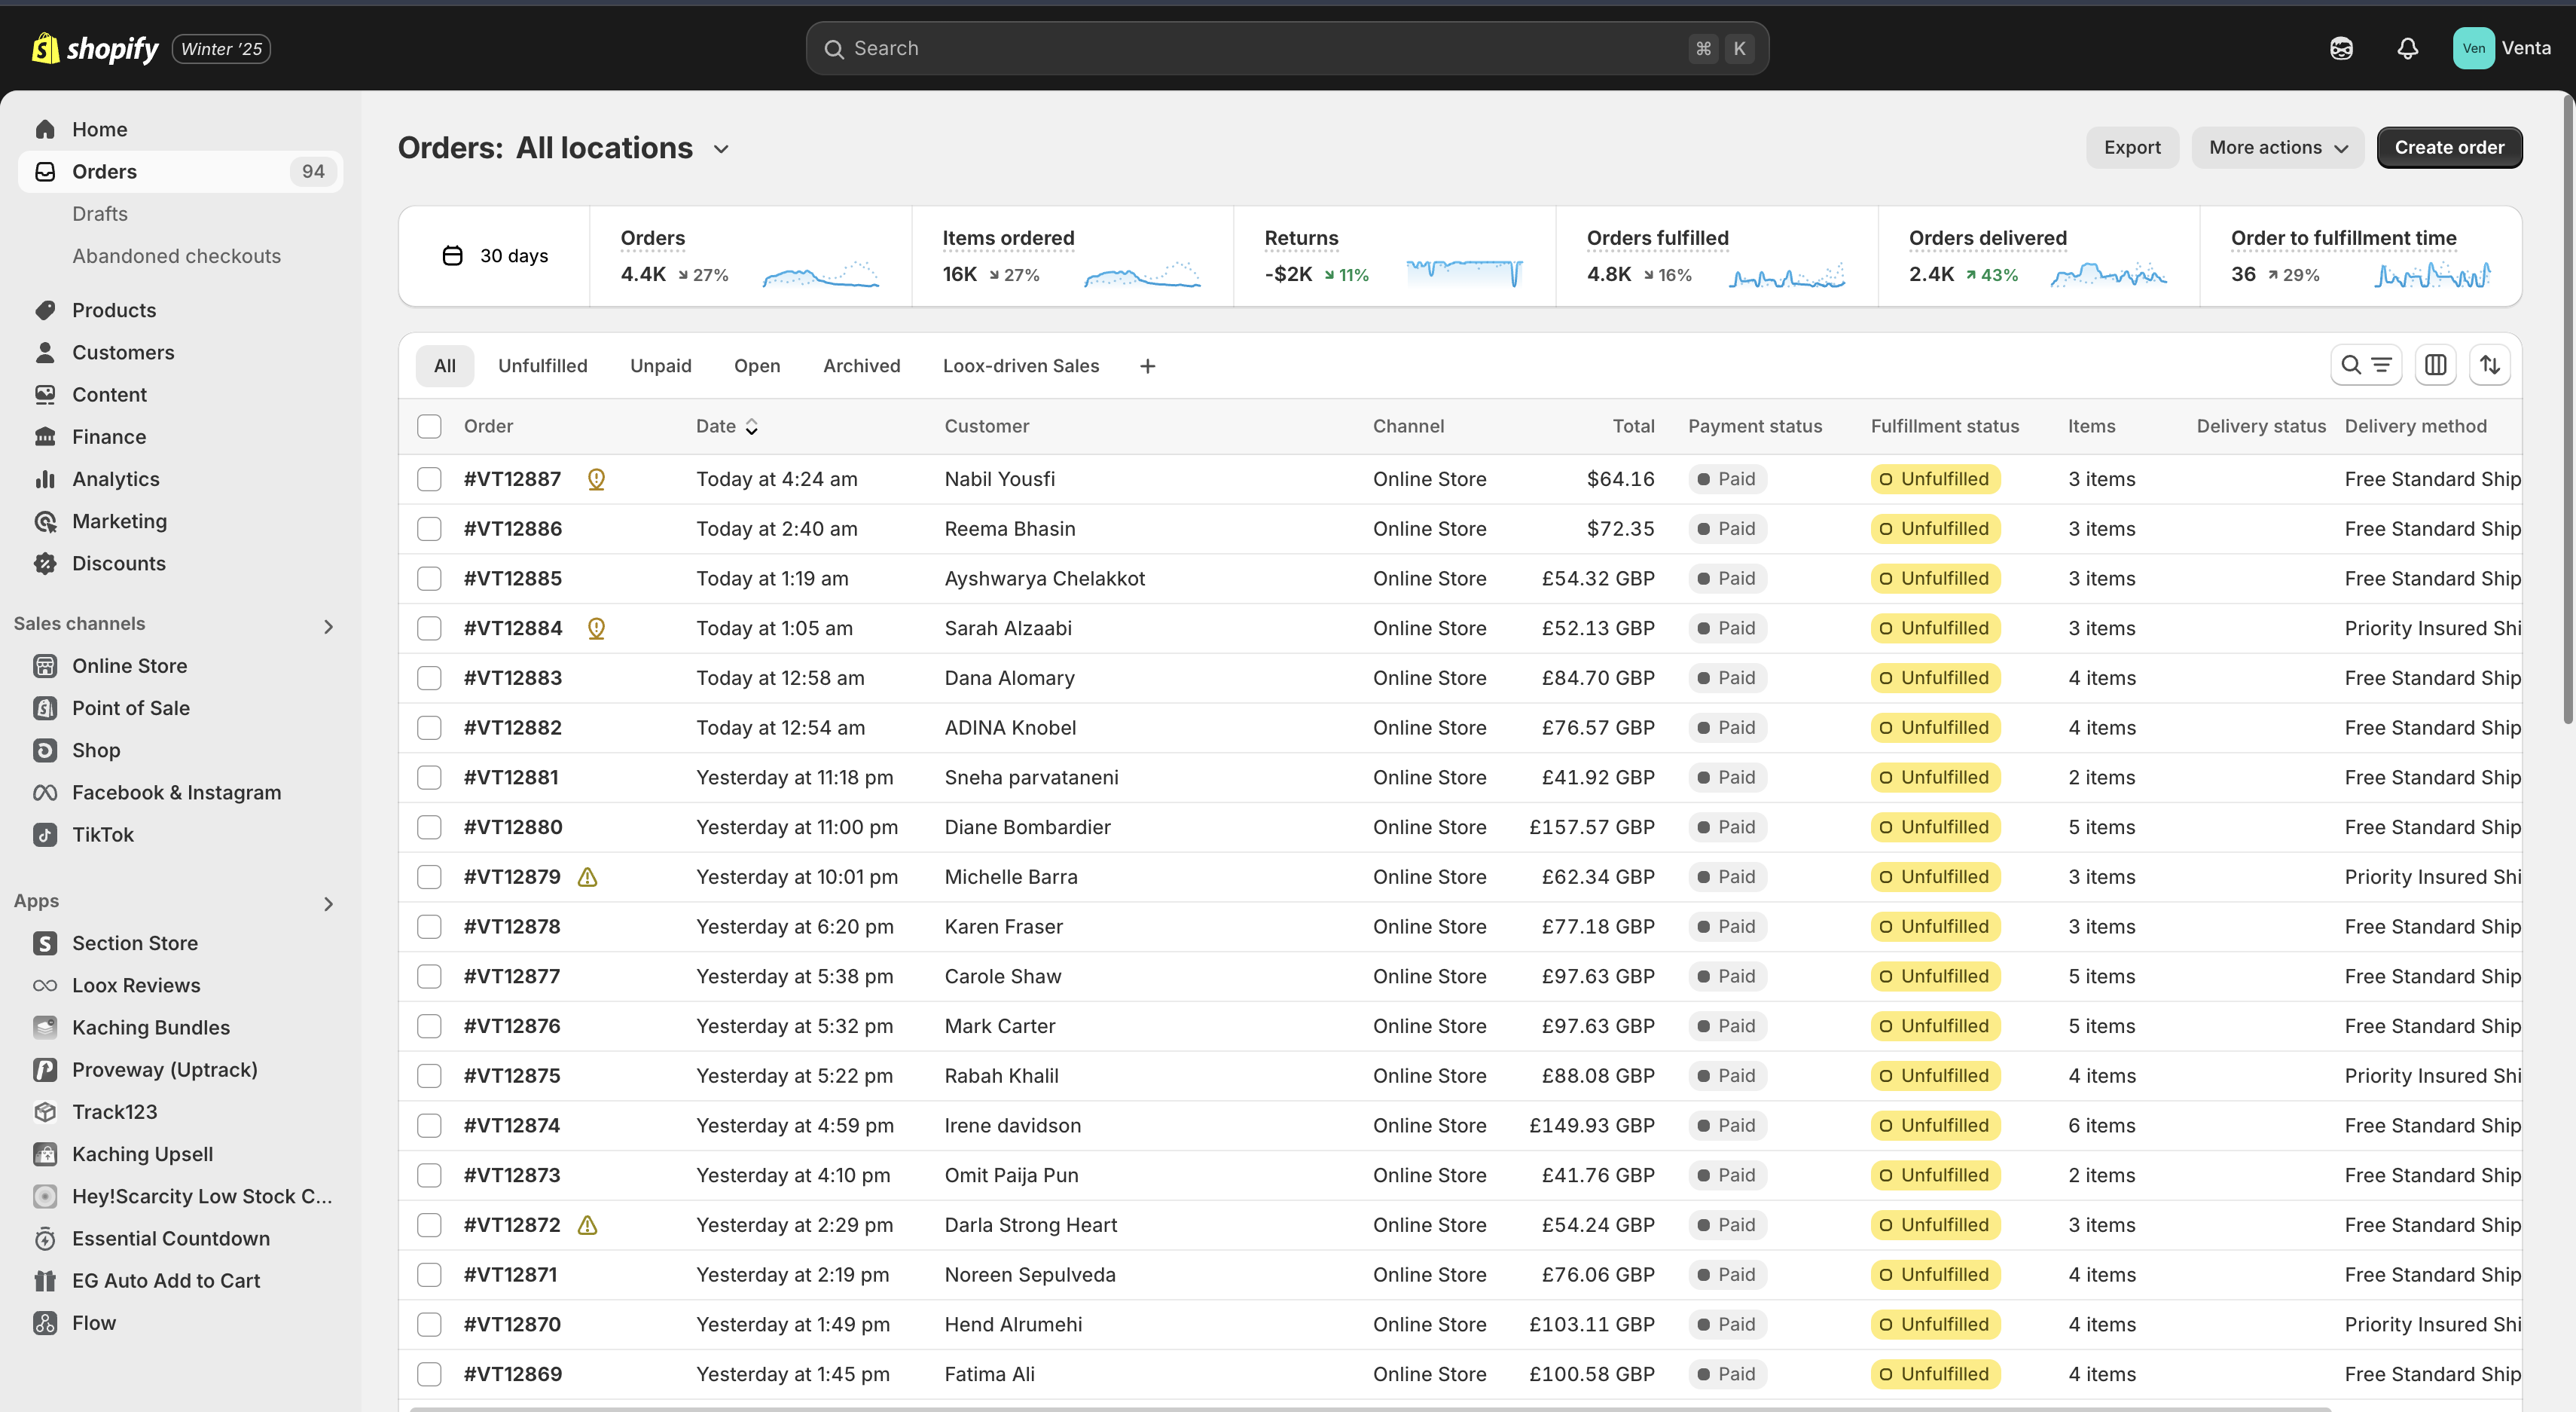 shopify Winter ’25 Search ⌘ K Ven Venta
Home
Orders 94
Drafts
Abandoned checkouts
Products
Customers
Content
Finance
Analytics
Marketing
Discounts
Sales channels
Online Store
Point of Sale
Shop
Facebook & Instagram
TikTok
Apps
Section Store
Loox Reviews
Kaching Bundles
Proveway (Uptrack)
Track123
Kaching Upsell
Hey!Scarcity Low Stock C...
Essential Countdown
EG Auto Add to Cart
Flow
Orders: All locations Export More actions Create order
30 days
Orders
4.4K 27%
Items ordered
16K 27%
Returns
-$2K 11%
Orders fulfilled
4.8K 16%
Orders delivered
2.4K 43%
Order to fulfillment time
36 29%
All Unfulfilled Unpaid Open Archived Loox-driven Sales +
Order Date Customer Channel Total Payment status Fulfillment status Items Delivery status Delivery method
#VT12887 Today at 4:24 am Nabil Yousfi Online Store $64.16 Paid Unfulfilled 3 items Free Standard Ship
#VT12886 Today at 2:40 am Reema Bhasin Online Store $72.35 Paid Unfulfilled 3 items Free Standard Ship
#VT12885 Today at 1:19 am Ayshwarya Chelakkot Online Store £54.32 GBP Paid Unfulfilled 3 items Free Standard Ship
#VT12884 Today at 1:05 am Sarah Alzaabi Online Store £52.13 GBP Paid Unfulfilled 3 items Priority Insured Shi
#VT12883 Today at 12:58 am Dana Alomary Online Store £84.70 GBP Paid Unfulfilled 4 items Free Standard Ship
#VT12882 Today at 12:54 am ADINA Knobel Online Store £76.57 GBP Paid Unfulfilled 4 items Free Standard Ship
#VT12881 Yesterday at 11:18 pm Sneha parvataneni Online Store £41.92 GBP Paid Unfulfilled 2 items Free Standard Ship
#VT12880 Yesterday at 11:00 pm Diane Bombardier Online Store £157.57 GBP Paid Unfulfilled 5 items Free Standard Ship
#VT12879 Yesterday at 10:01 pm Michelle Barra Online Store £62.34 GBP Paid Unfulfilled 3 items Priority Insured Shi
#VT12878 Yesterday at 6:20 pm Karen Fraser Online Store £77.18 GBP Paid Unfulfilled 3 items Free Standard Ship
#VT12877 Yesterday at 5:38 pm Carole Shaw Online Store £97.63 GBP Paid Unfulfilled 5 items Free Standard Ship
#VT12876 Yesterday at 5:32 pm Mark Carter Online Store £97.63 GBP Paid Unfulfilled 5 items Free Standard Ship
#VT12875 Yesterday at 5:22 pm Rabah Khalil Online Store £88.08 GBP Paid Unfulfilled 4 items Priority Insured Shi
#VT12874 Yesterday at 4:59 pm Irene davidson Online Store £149.93 GBP Paid Unfulfilled 6 items Free Standard Ship
#VT12873 Yesterday at 4:10 pm Omit Paija Pun Online Store £41.76 GBP Paid Unfulfilled 2 items Free Standard Ship
#VT12872 Yesterday at 2:29 pm Darla Strong Heart Online Store £54.24 GBP Paid Unfulfilled 3 items Free Standard Ship
#VT12871 Yesterday at 2:19 pm Noreen Sepulveda Online Store £76.06 GBP Paid Unfulfilled 4 items Free Standard Ship
#VT12870 Yesterday at 1:49 pm Hend Alrumehi Online Store £103.11 GBP Paid Unfulfilled 4 items Priority Insured Shi
#VT12869 Yesterday at 1:45 pm Fatima Ali Online Store £100.58 GBP Paid Unfulfilled 4 items Free Standard Ship